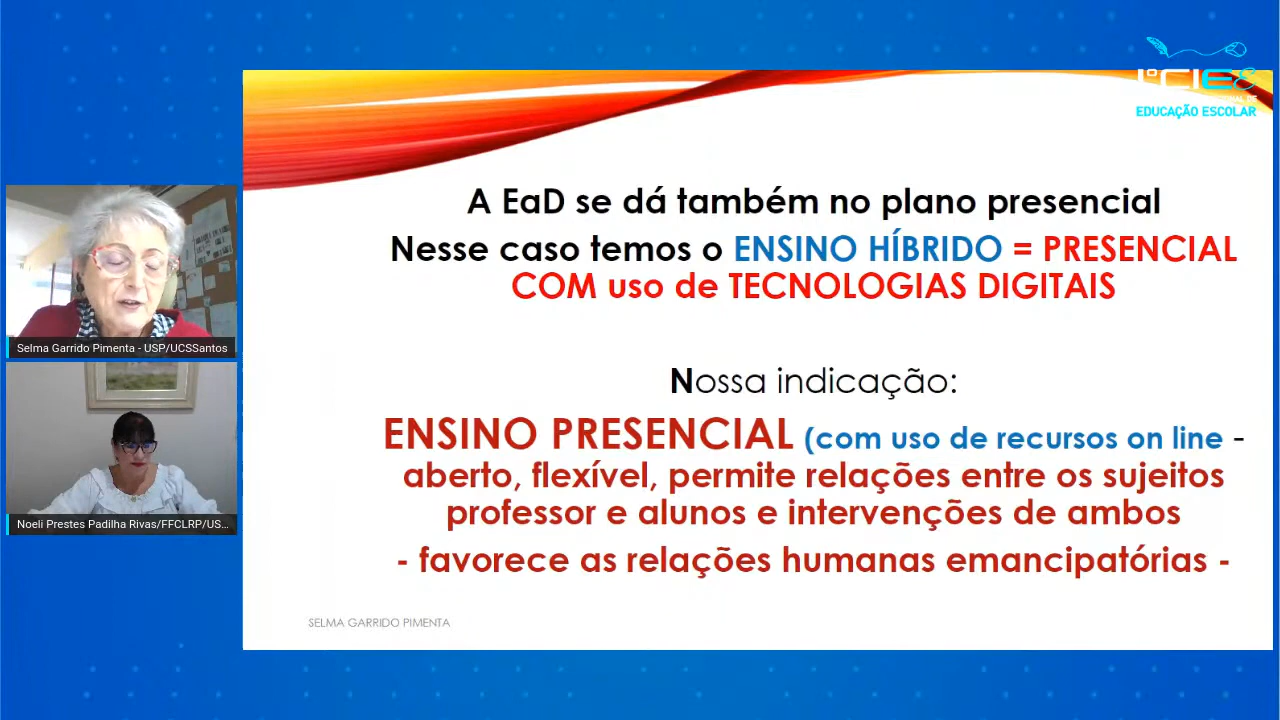 1º CIEE
EDUCAÇÃO ESCOLAR
A EaD se dá também no plano presencial
Nesse caso temos o ENSINO HÍBRIDO = PRESENCIAL
COM uso de TECNOLOGIAS DIGITAIS
Nossa indicação:
ENSINO PRESENCIAL (com uso de recursos on line -
aberto, flexível, permite relações entre os sujeitos
professor e alunos e intervenções de ambos
- favorece as relações humanas emancipatórias -
SELMA GARRIDO PIMENTA
Selma Garrido Pimenta - USP/UCSSantos
Noeli Prestes Padilha Rivas/FFCLRP/US...